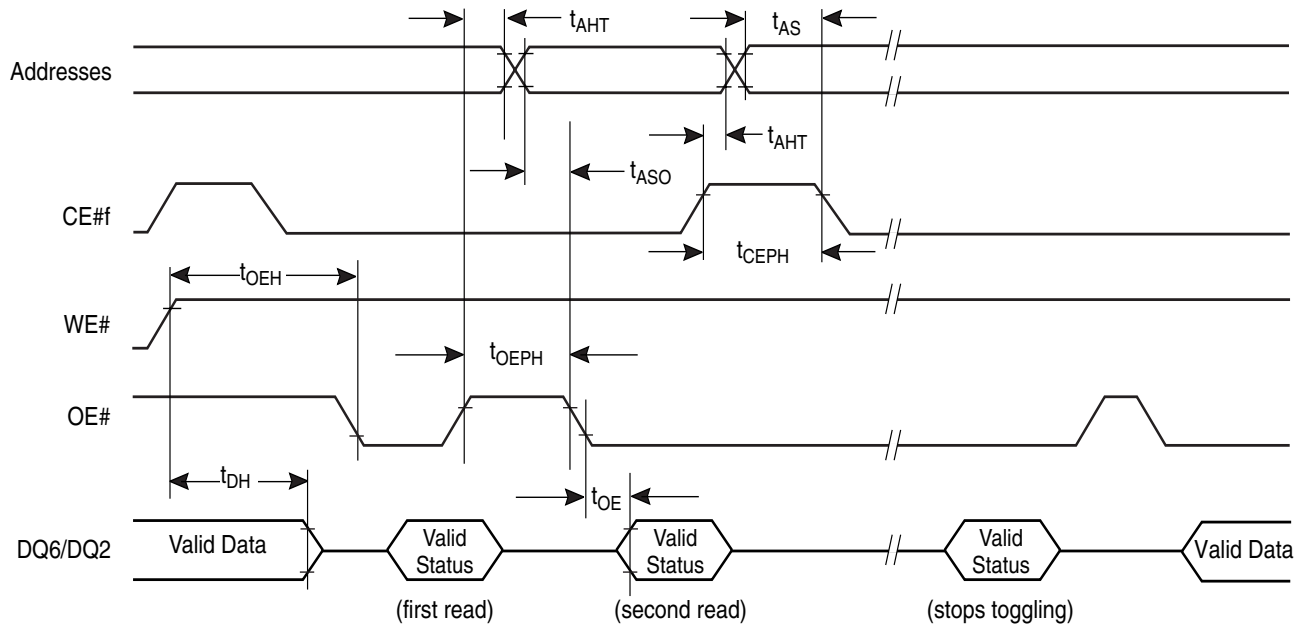 tAHT
tAS
Addresses
tAHT
tASO
CE#f
tCEPH
tOEH
WE#
tOEPH
OE#
tDH
tOE
DQ6/DQ2
Valid Data
Valid
Status
Valid
Status
Valid
Status
Valid Data
(first read)
(second read)
(stops toggling)